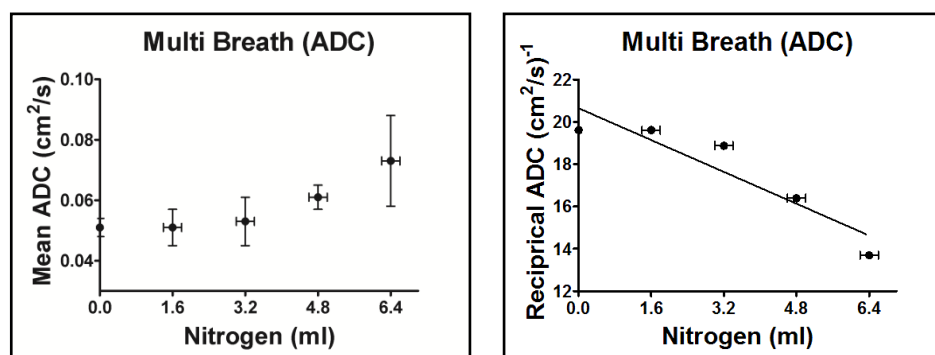 Multi Breath (ADC)
Mean ADC (cm²/s)
0.10
0.08
0.06
0.04
0.0 1.6 3.2 4.8 6.4
Nitrogen (ml)
Multi Breath (ADC)
Reciprical ADC (cm²/s)⁻¹
22
20
18
16
14
12
0.0 1.6 3.2 4.8 6.4
Nitrogen (ml)